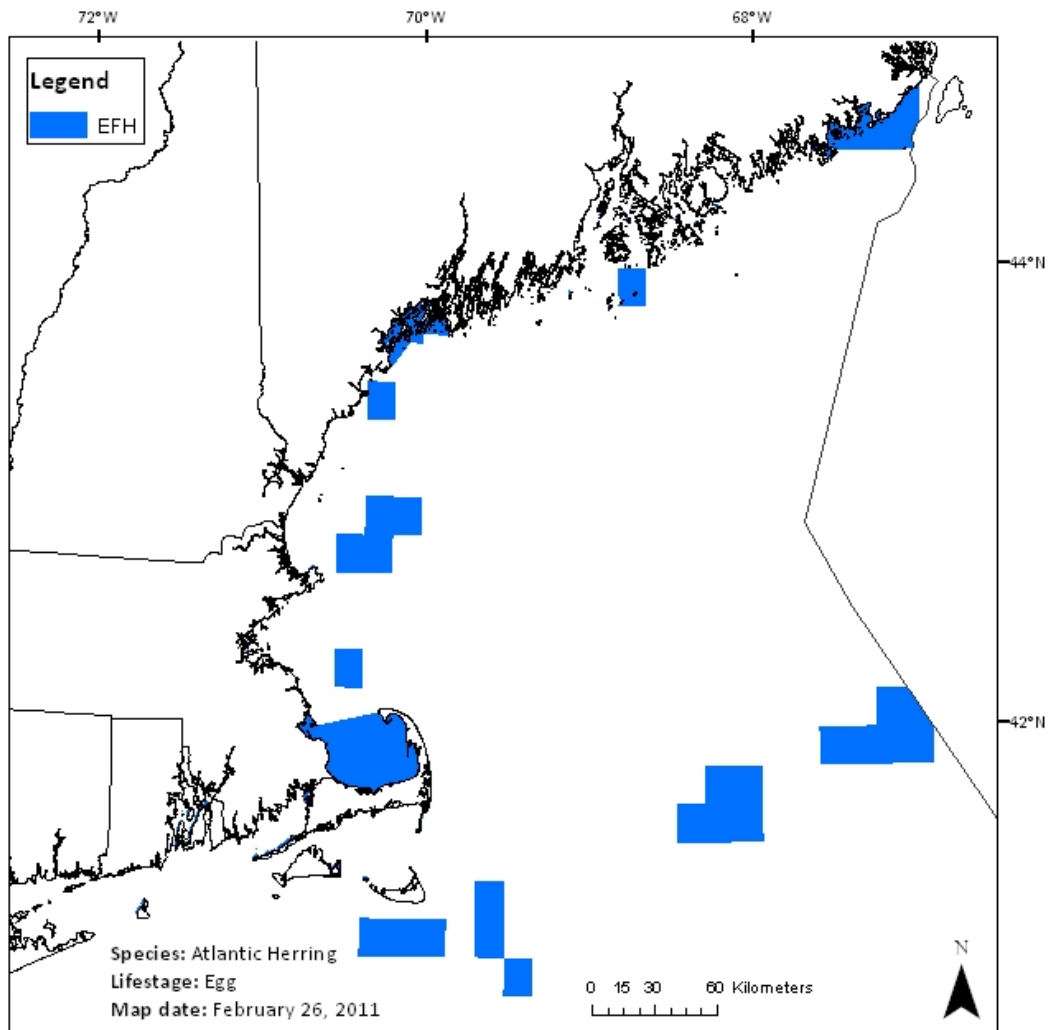 72°W 70°W 68°W
Legend
EFH
44°N
42°N
Species: Atlantic Herring
Lifestage: Egg
Map date: February 26, 2011
0 15 30 60 Kilometers
N